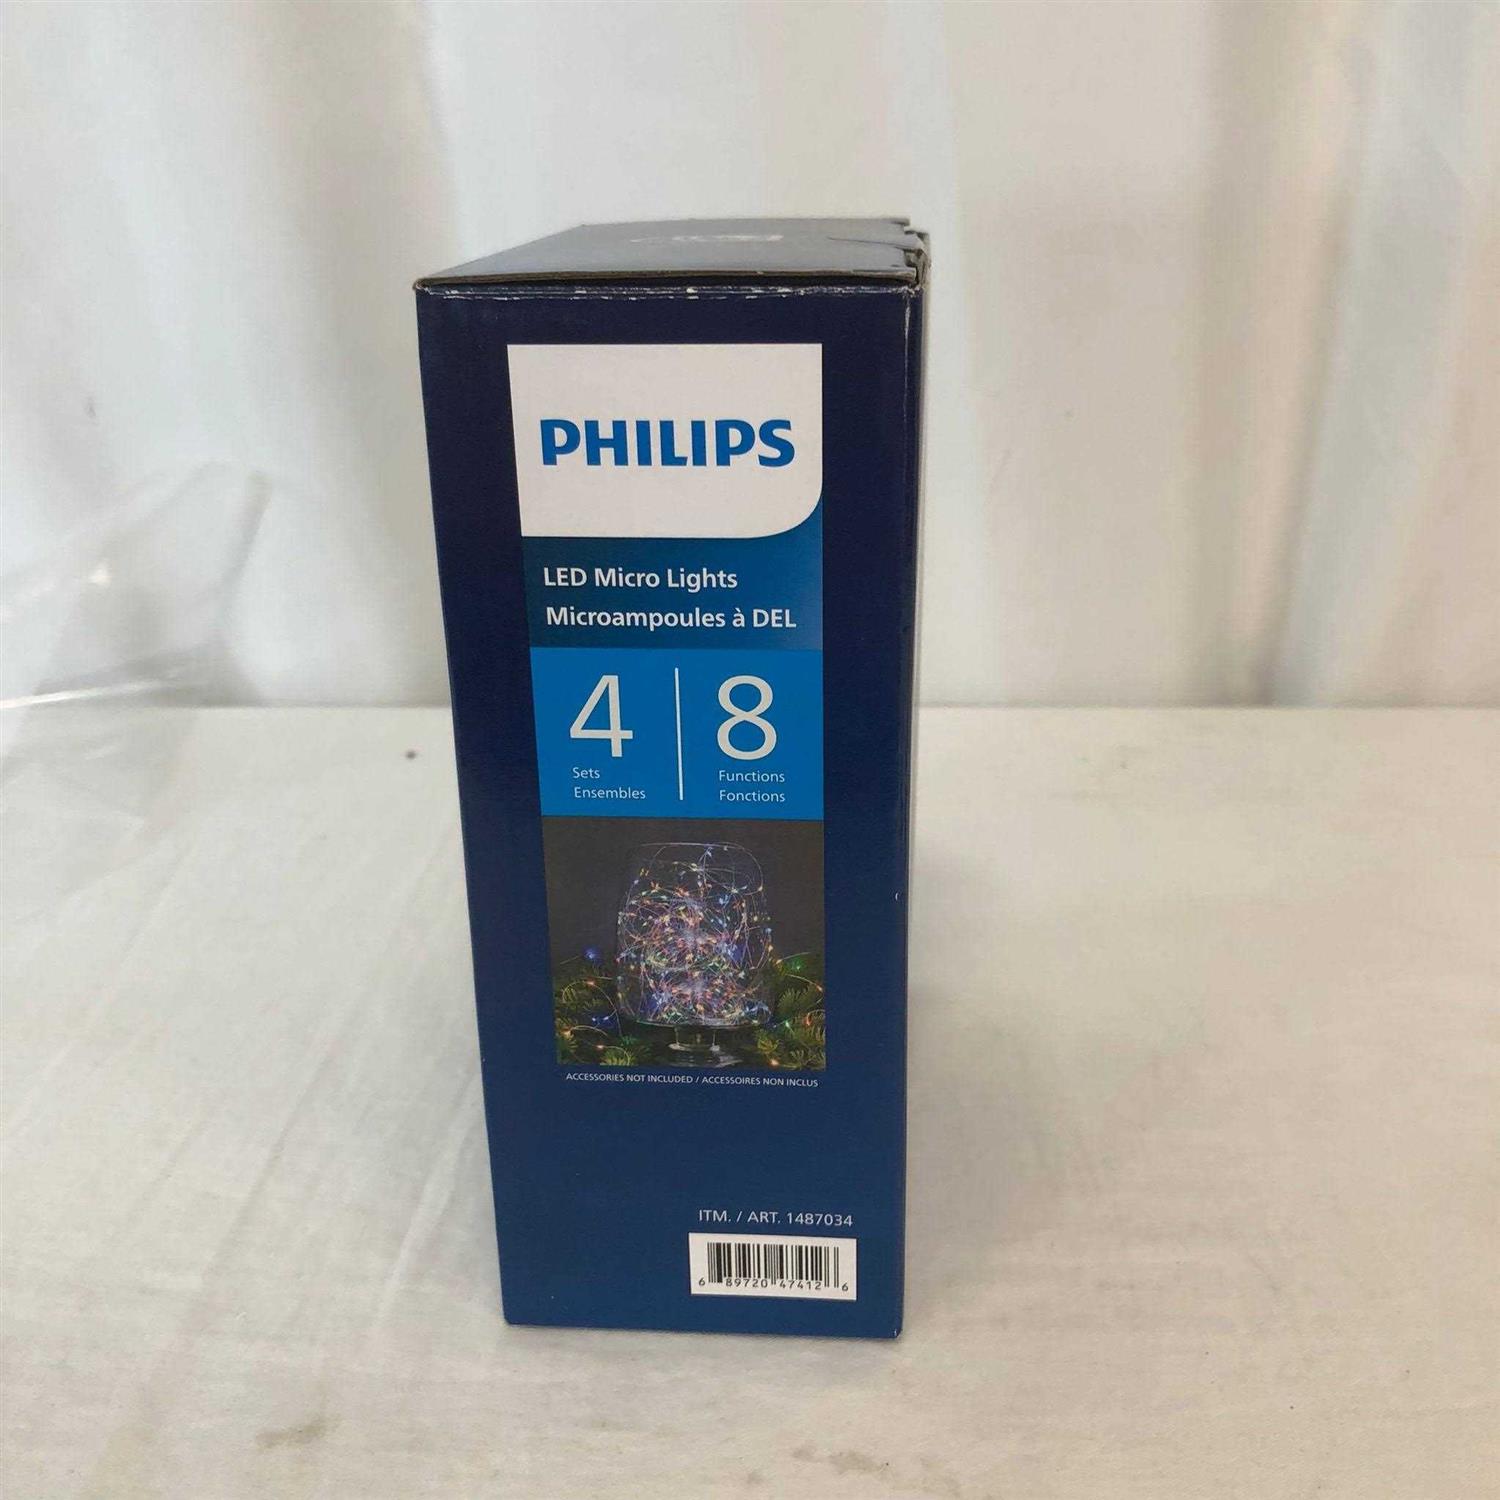 PHILIPS
LED Micro Lights
Microampoules à DEL
4
Sets
Ensembles
8
Functions
Fonctions
ACCESSORIES NOT INCLUDED / ACCESSOIRES NON INCLUS
ITM. / ART. 1487034
6 89720 47412 6